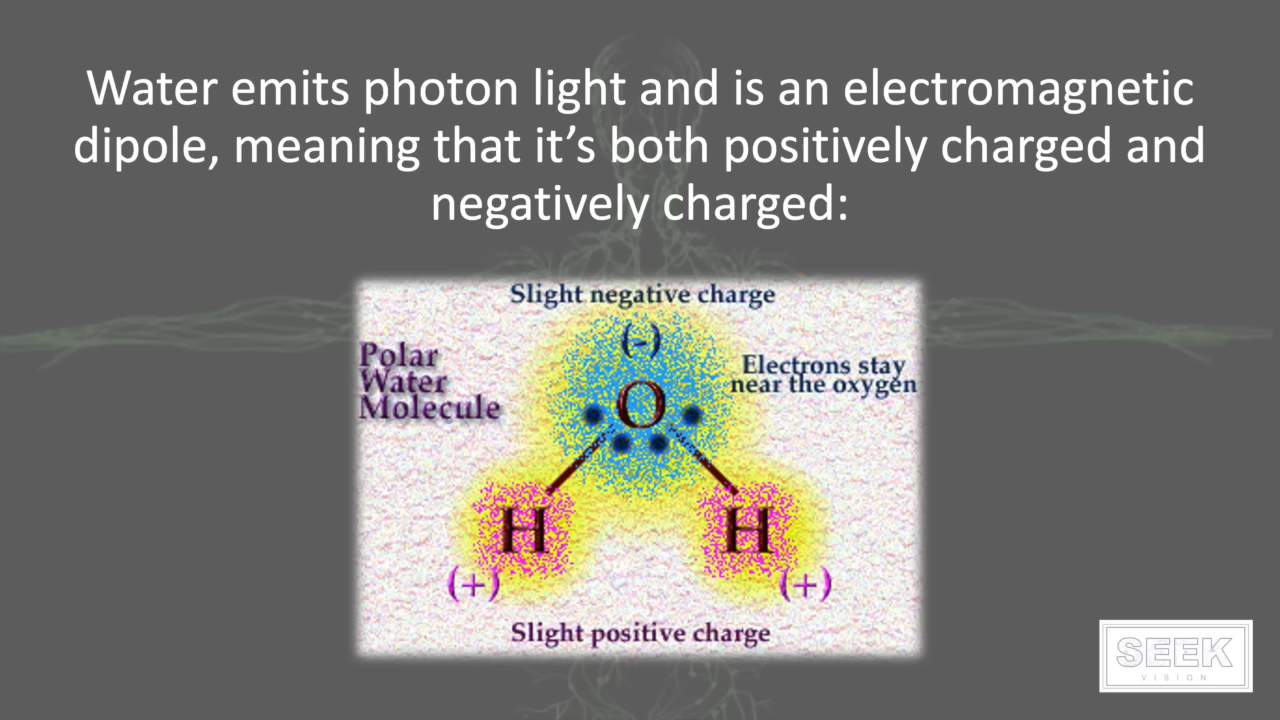 Water emits photon light and is an electromagnetic
dipole, meaning that it's both positively charged and
negatively charged:
Slight negative charge
(-)
Polar
Water
Molecule
Electrons stay
near the oxygen
O
H
H
(+)
(+)
Slight positive charge
SEEK
VISION